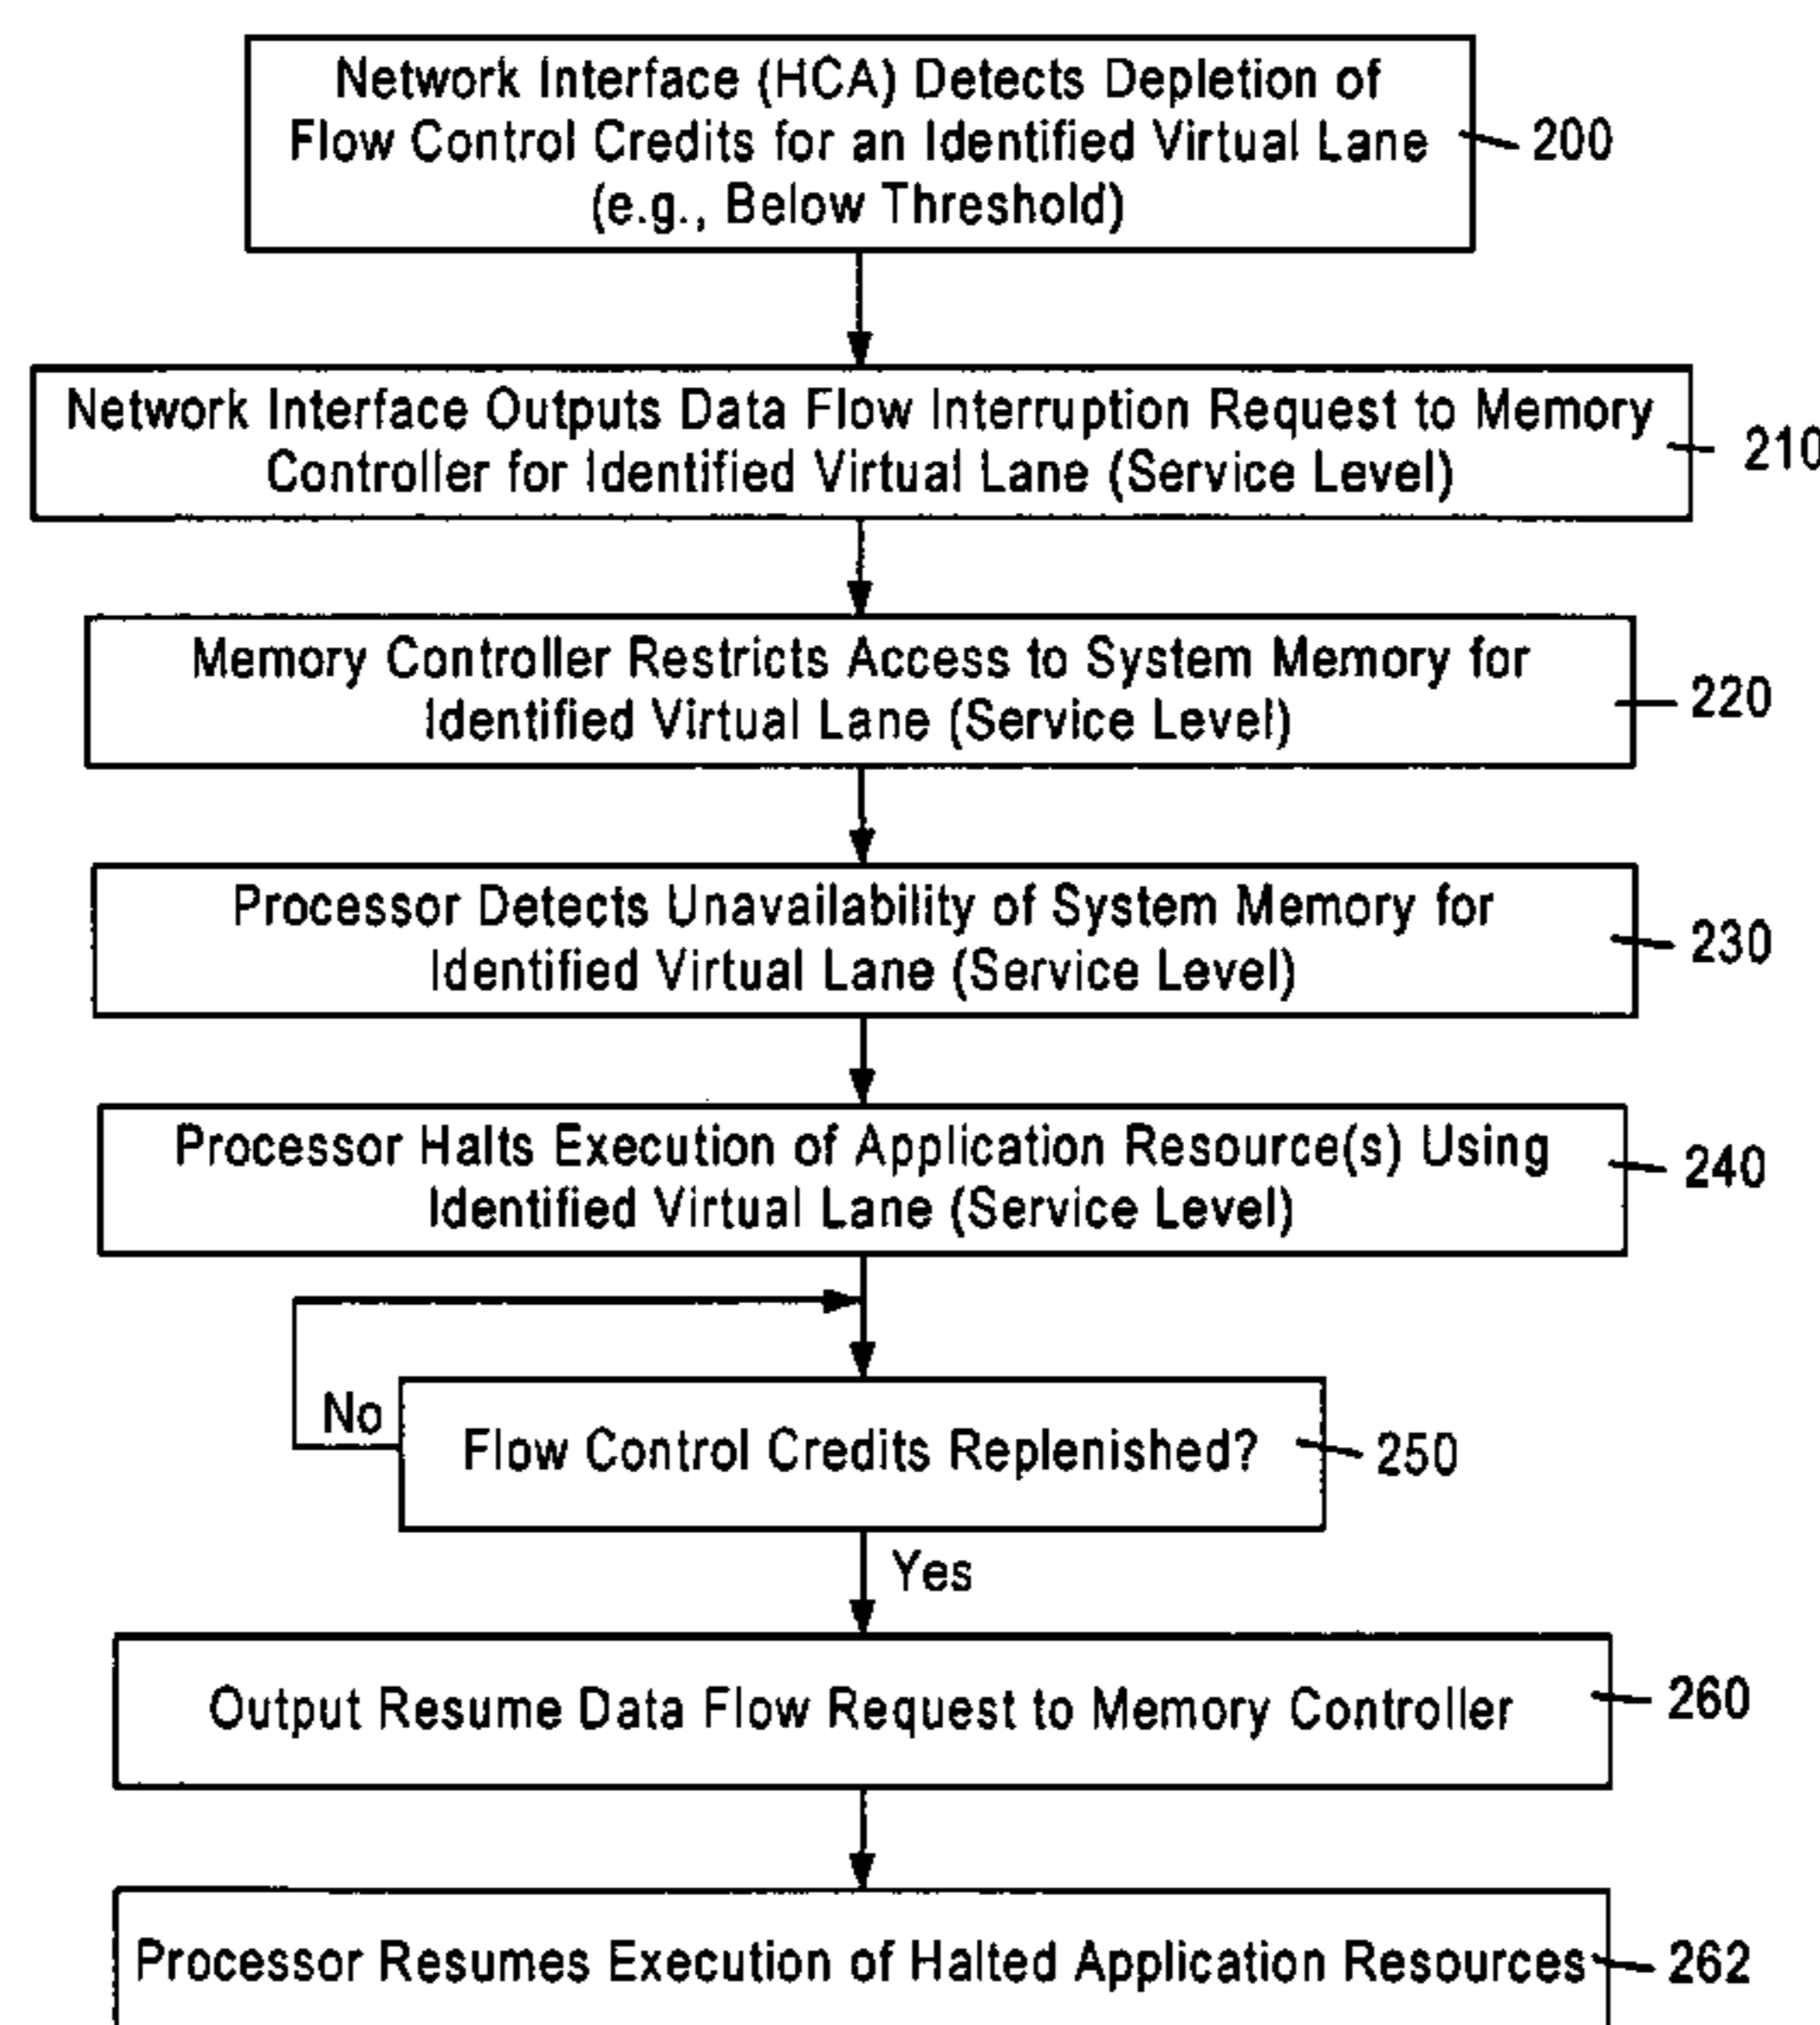 Network Interface (HCA) Detects Depletion of
Flow Control Credits for an Identified Virtual Lane
(e.g., Below Threshold)
200
Network Interface Outputs Data Flow Interruption Request to Memory
Controller for Identified Virtual Lane (Service Level)
210
Memory Controller Restricts Access to System Memory for
Identified Virtual Lane (Service Level)
220
Processor Detects Unavailability of System Memory for
Identified Virtual Lane (Service Level)
230
Processor Halts Execution of Application Resource(s) Using
Identified Virtual Lane (Service Level)
240
No
Flow Control Credits Replenished?
250
Yes
Output Resume Data Flow Request to Memory Controller
260
Processor Resumes Execution of Halted Application Resources
262